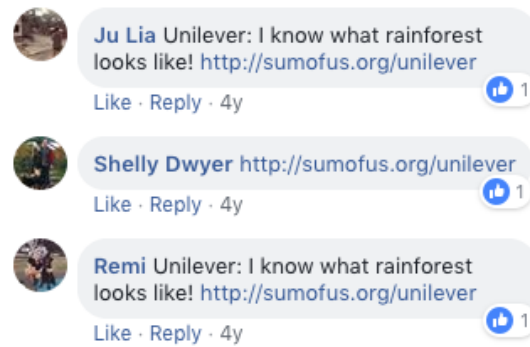 Ju Lia Unilever: I know what rainforest
looks like! http://sumofus.org/unilever
1
Like · Reply · 4y
Shelly Dwyer http://sumofus.org/unilever
1
Like · Reply · 4y
Remi Unilever: I know what rainforest
looks like! http://sumofus.org/unilever
1
Like · Reply · 4y